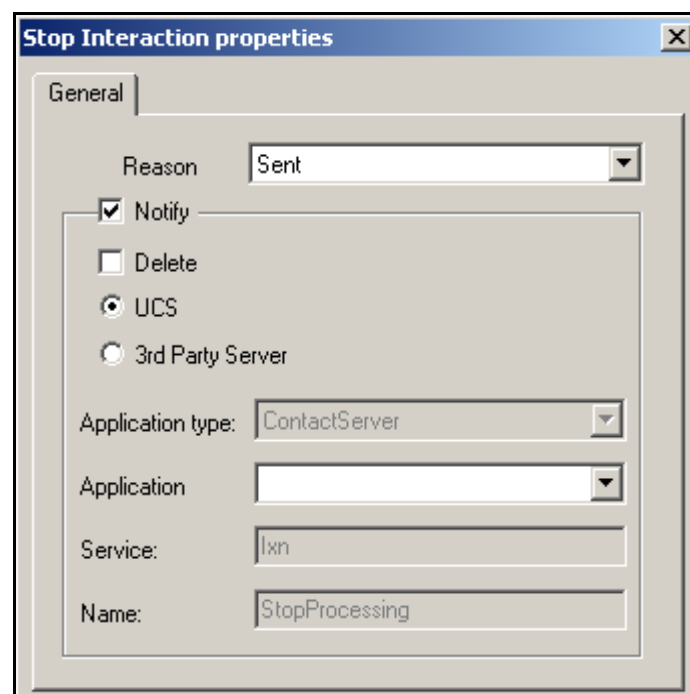 Stop Interaction properties
General
Reason Sent
Notify
Delete
UCS
3rd Party Server
Application type: ContactServer
Application
Service: Ixn
Name: StopProcessing